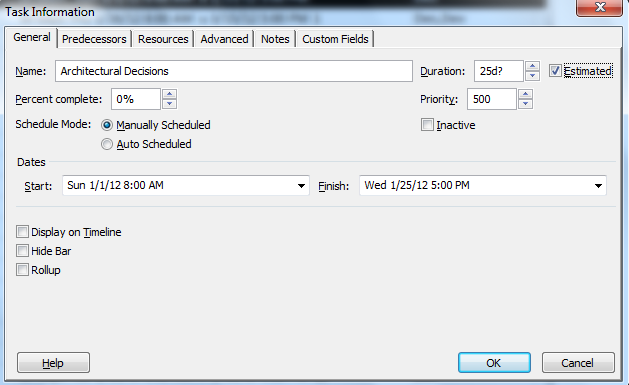 Task Information
General Predecessors Resources Advanced Notes Custom Fields
Name: Architectural Decisions Duration: 25d? Estimated
Percent complete: 0% Priority: 500
Schedule Mode: Manually Scheduled Inactive
Auto Scheduled
Dates
Start: Sun 1/1/12 8:00 AM Finish: Wed 1/25/12 5:00 PM
Display on Timeline
Hide Bar
Rollup
Help OK Cancel